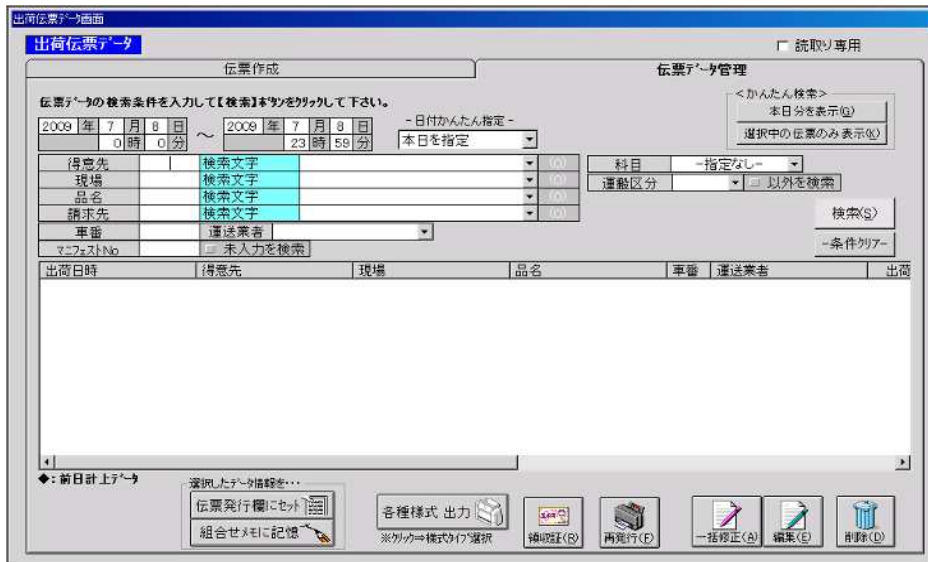 出荷伝票ﾃﾞｰﾀ画面
出荷伝票ﾃﾞｰﾀ
読取り専用
伝票作成
伝票ﾃﾞｰﾀ管理
伝票ﾃﾞｰﾀの検索条件を入力して【検索】ﾎﾞﾀﾝをｸﾘｯｸして下さい。
<かんたん検索>
本日分を表示(G)
選択中の伝票のみ表示(K)
2009 年 7 月 8 日 0 時 0 分 ～ 2009 年 7 月 8 日 23 時 59 分
-日付かんたん指定-
本日を指定
得意先 検索文字 (Q) 科目 -指定なし-
現場 検索文字 (Q) 運搬区分 以外を検索
品名 検索文字 (Q)
請求先 検索文字 (Q) 検索(S)
車番 運送業者
ﾏﾆﾌｪｽﾄNo 未入力を検索 -条件ｸﾘｱ-
出荷日時 得意先 現場 品名 車番 運送業者 出荷
◆:前日計上ﾃﾞｰﾀ
選択したﾃﾞｰﾀ情報を・・・
伝票発行欄にｾｯﾄ
組合せﾒﾓに記憶
各種様式 出力
※ｸﾘｯｸ⇒様式ﾀｲﾌﾟ選択
領収証(R) 再発行(F) 一括修正(A) 編集(E) 削除(D)